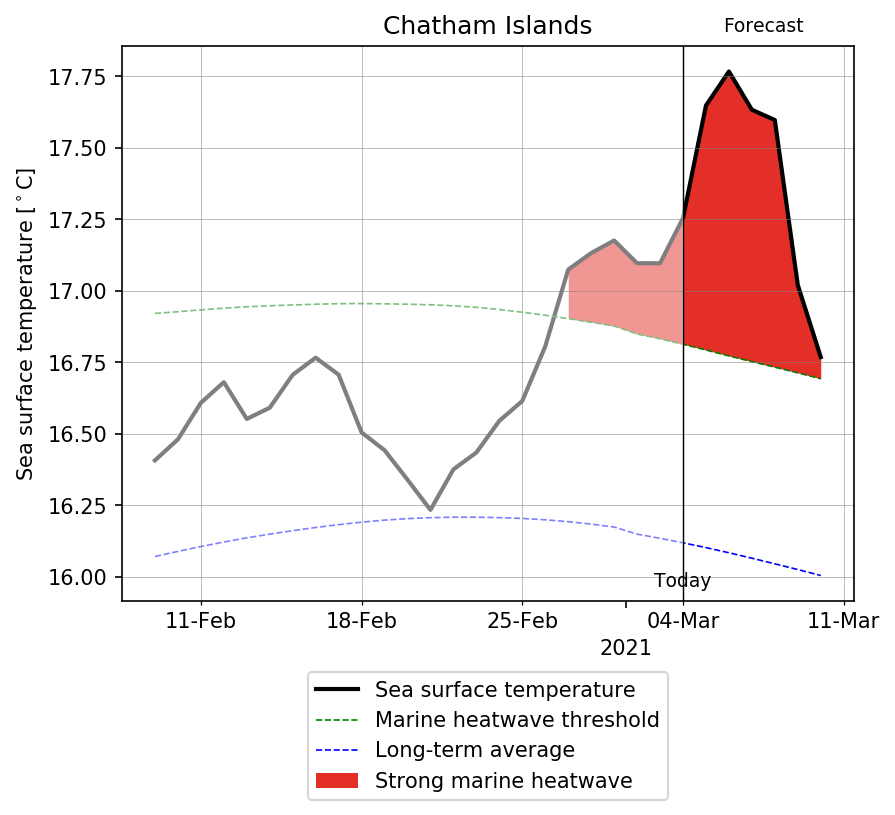 Chatham Islands
Forecast
Sea surface temperature [°C]
17.75
17.50
17.25
17.00
16.75
16.50
16.25
16.00
Today
11-Feb
18-Feb
25-Feb
04-Mar
11-Mar
2021
Sea surface temperature
Marine heatwave threshold
Long-term average
Strong marine heatwave